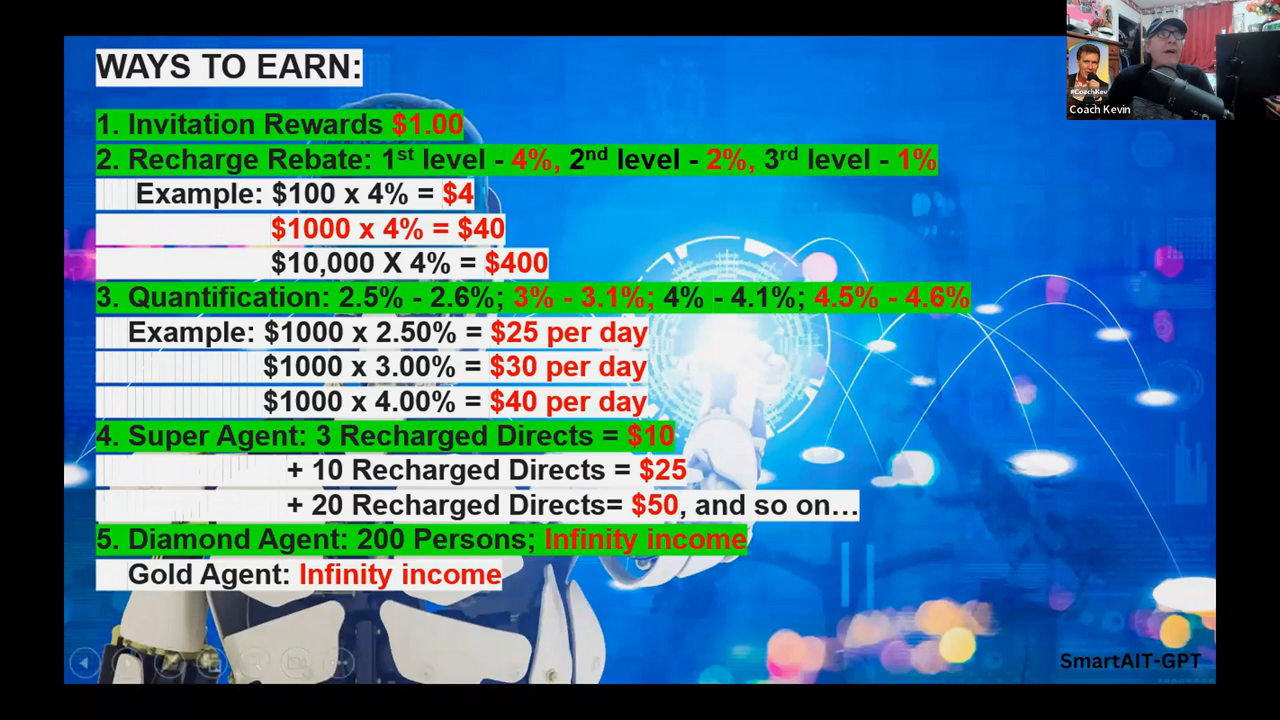 WAYS TO EARN:
1. Invitation Rewards $1.00
2. Recharge Rebate: 1st level - 4%, 2nd level - 2%, 3rd level - 1%
Example: $100 x 4% = $4
$1000 x 4% = $40
$10,000 X 4% = $400
3. Quantification: 2.5% - 2.6%; 3% - 3.1%; 4% - 4.1%; 4.5% - 4.6%
Example: $1000 x 2.50% = $25 per day
$1000 x 3.00% = $30 per day
$1000 x 4.00% = $40 per day
4. Super Agent: 3 Recharged Directs = $10
+ 10 Recharged Directs = $25
+ 20 Recharged Directs= $50, and so on…
5. Diamond Agent: 200 Persons; Infinity income
Gold Agent: Infinity income
SmartAIT-GPT
#CoachKev
Coach Kevin